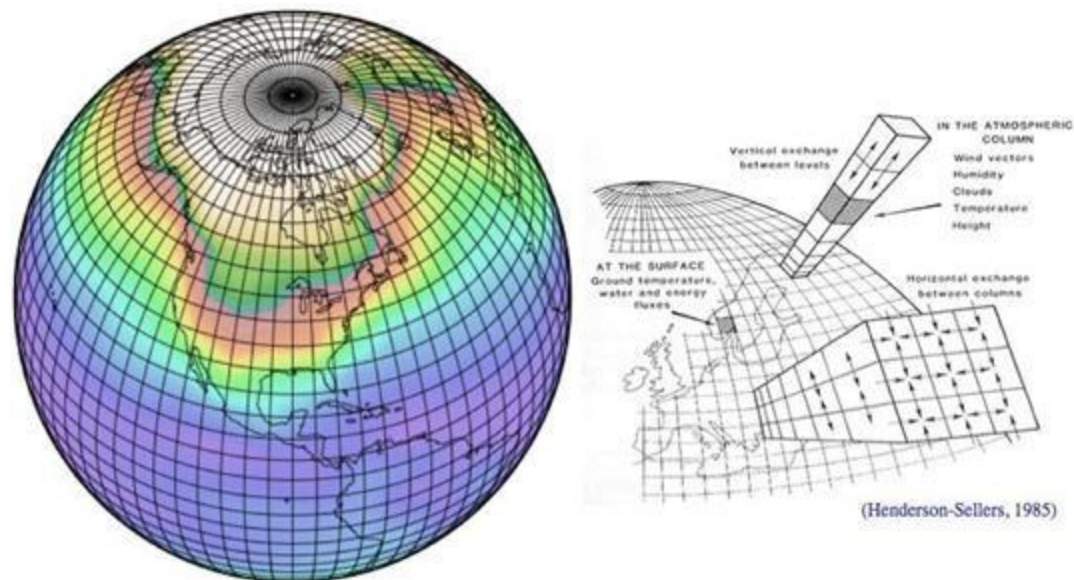 IN THE ATMOSPHERIC
COLUMN
Wind vectors
Humidity
Clouds
Temperature
Height
Vertical exchange
between levels
AT THE SURFACE
Ground temperature,
water and energy
fluxes
Horizontal exchange
between columns
(Henderson-Sellers, 1985)